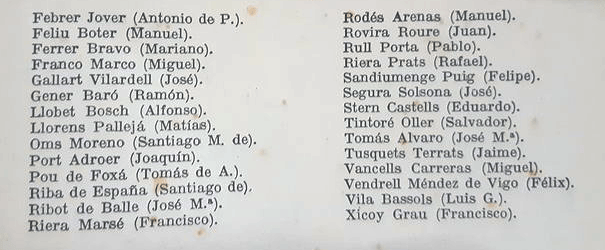 Febrer Jover (Antonio de P.).
Feliu Boter (Manuel).
Ferrer Bravo (Mariano).
Franco Marco (Miguel).
Gallart Vilardell (José).
Gener Baró (Ramón).
Llobet Bosch (Alfonso).
Llorens Pallejá (Matías).
Oms Moreno (Santiago M. de).
Port Adroer (Joaquín).
Pou de Foxá (Tomás de A.).
Riba de España (Santiago de).
Ribot de Balle (José M.ª).
Riera Marsé (Francisco).
Rodés Arenas (Manuel).
Rovira Roure (Juan).
Rull Porta (Pablo).
Riera Prats (Rafael).
Sandiumenge Puig (Felipe).
Segura Solsona (José).
Stern Castells (Eduardo).
Tintoré Oller (Salvador).
Tomás Alvaro (José M.ª).
Tusquets Terrats (Jaime).
Vancells Carreras (Miguel).
Vendrell Méndez de Vigo (Félix).
Vila Bassols (Luis G.).
Xicoy Grau (Francisco).